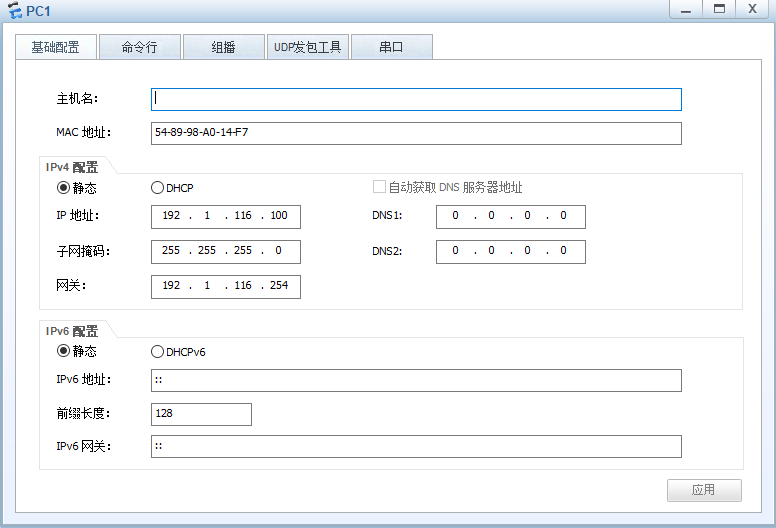 PC1
基础配置 命令行 组播 UDP发包工具 串口
主机名:
MAC 地址: 54-89-98-A0-14-F7
IPv4 配置
静态 DHCP 自动获取 DNS 服务器地址
IP 地址: 192 . 1 . 116 . 100 DNS1: 0 . 0 . 0 . 0
子网掩码: 255 . 255 . 255 . 0 DNS2: 0 . 0 . 0 . 0
网关: 192 . 1 . 116 . 254
IPv6 配置
静态 DHCPv6
IPv6 地址: ::
前缀长度: 128
IPv6 网关: ::
应用